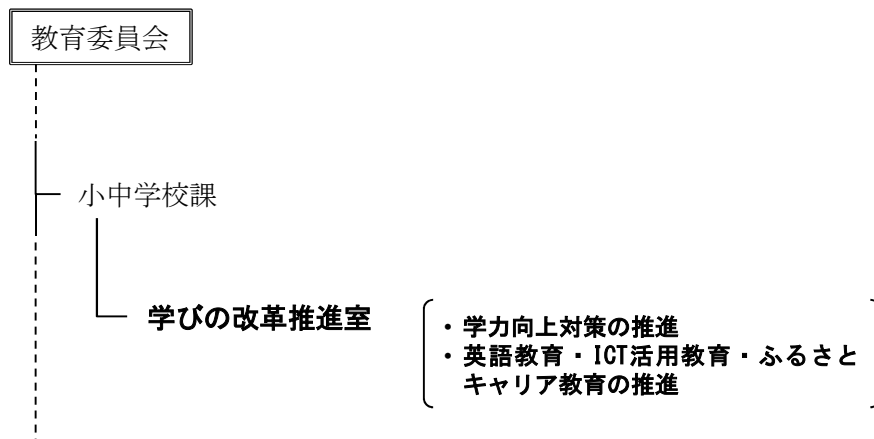 教育委員会
小中学校課
学びの改革推進室
・学力向上対策の推進
・英語教育・ICT活用教育・ふるさと
キャリア教育の推進